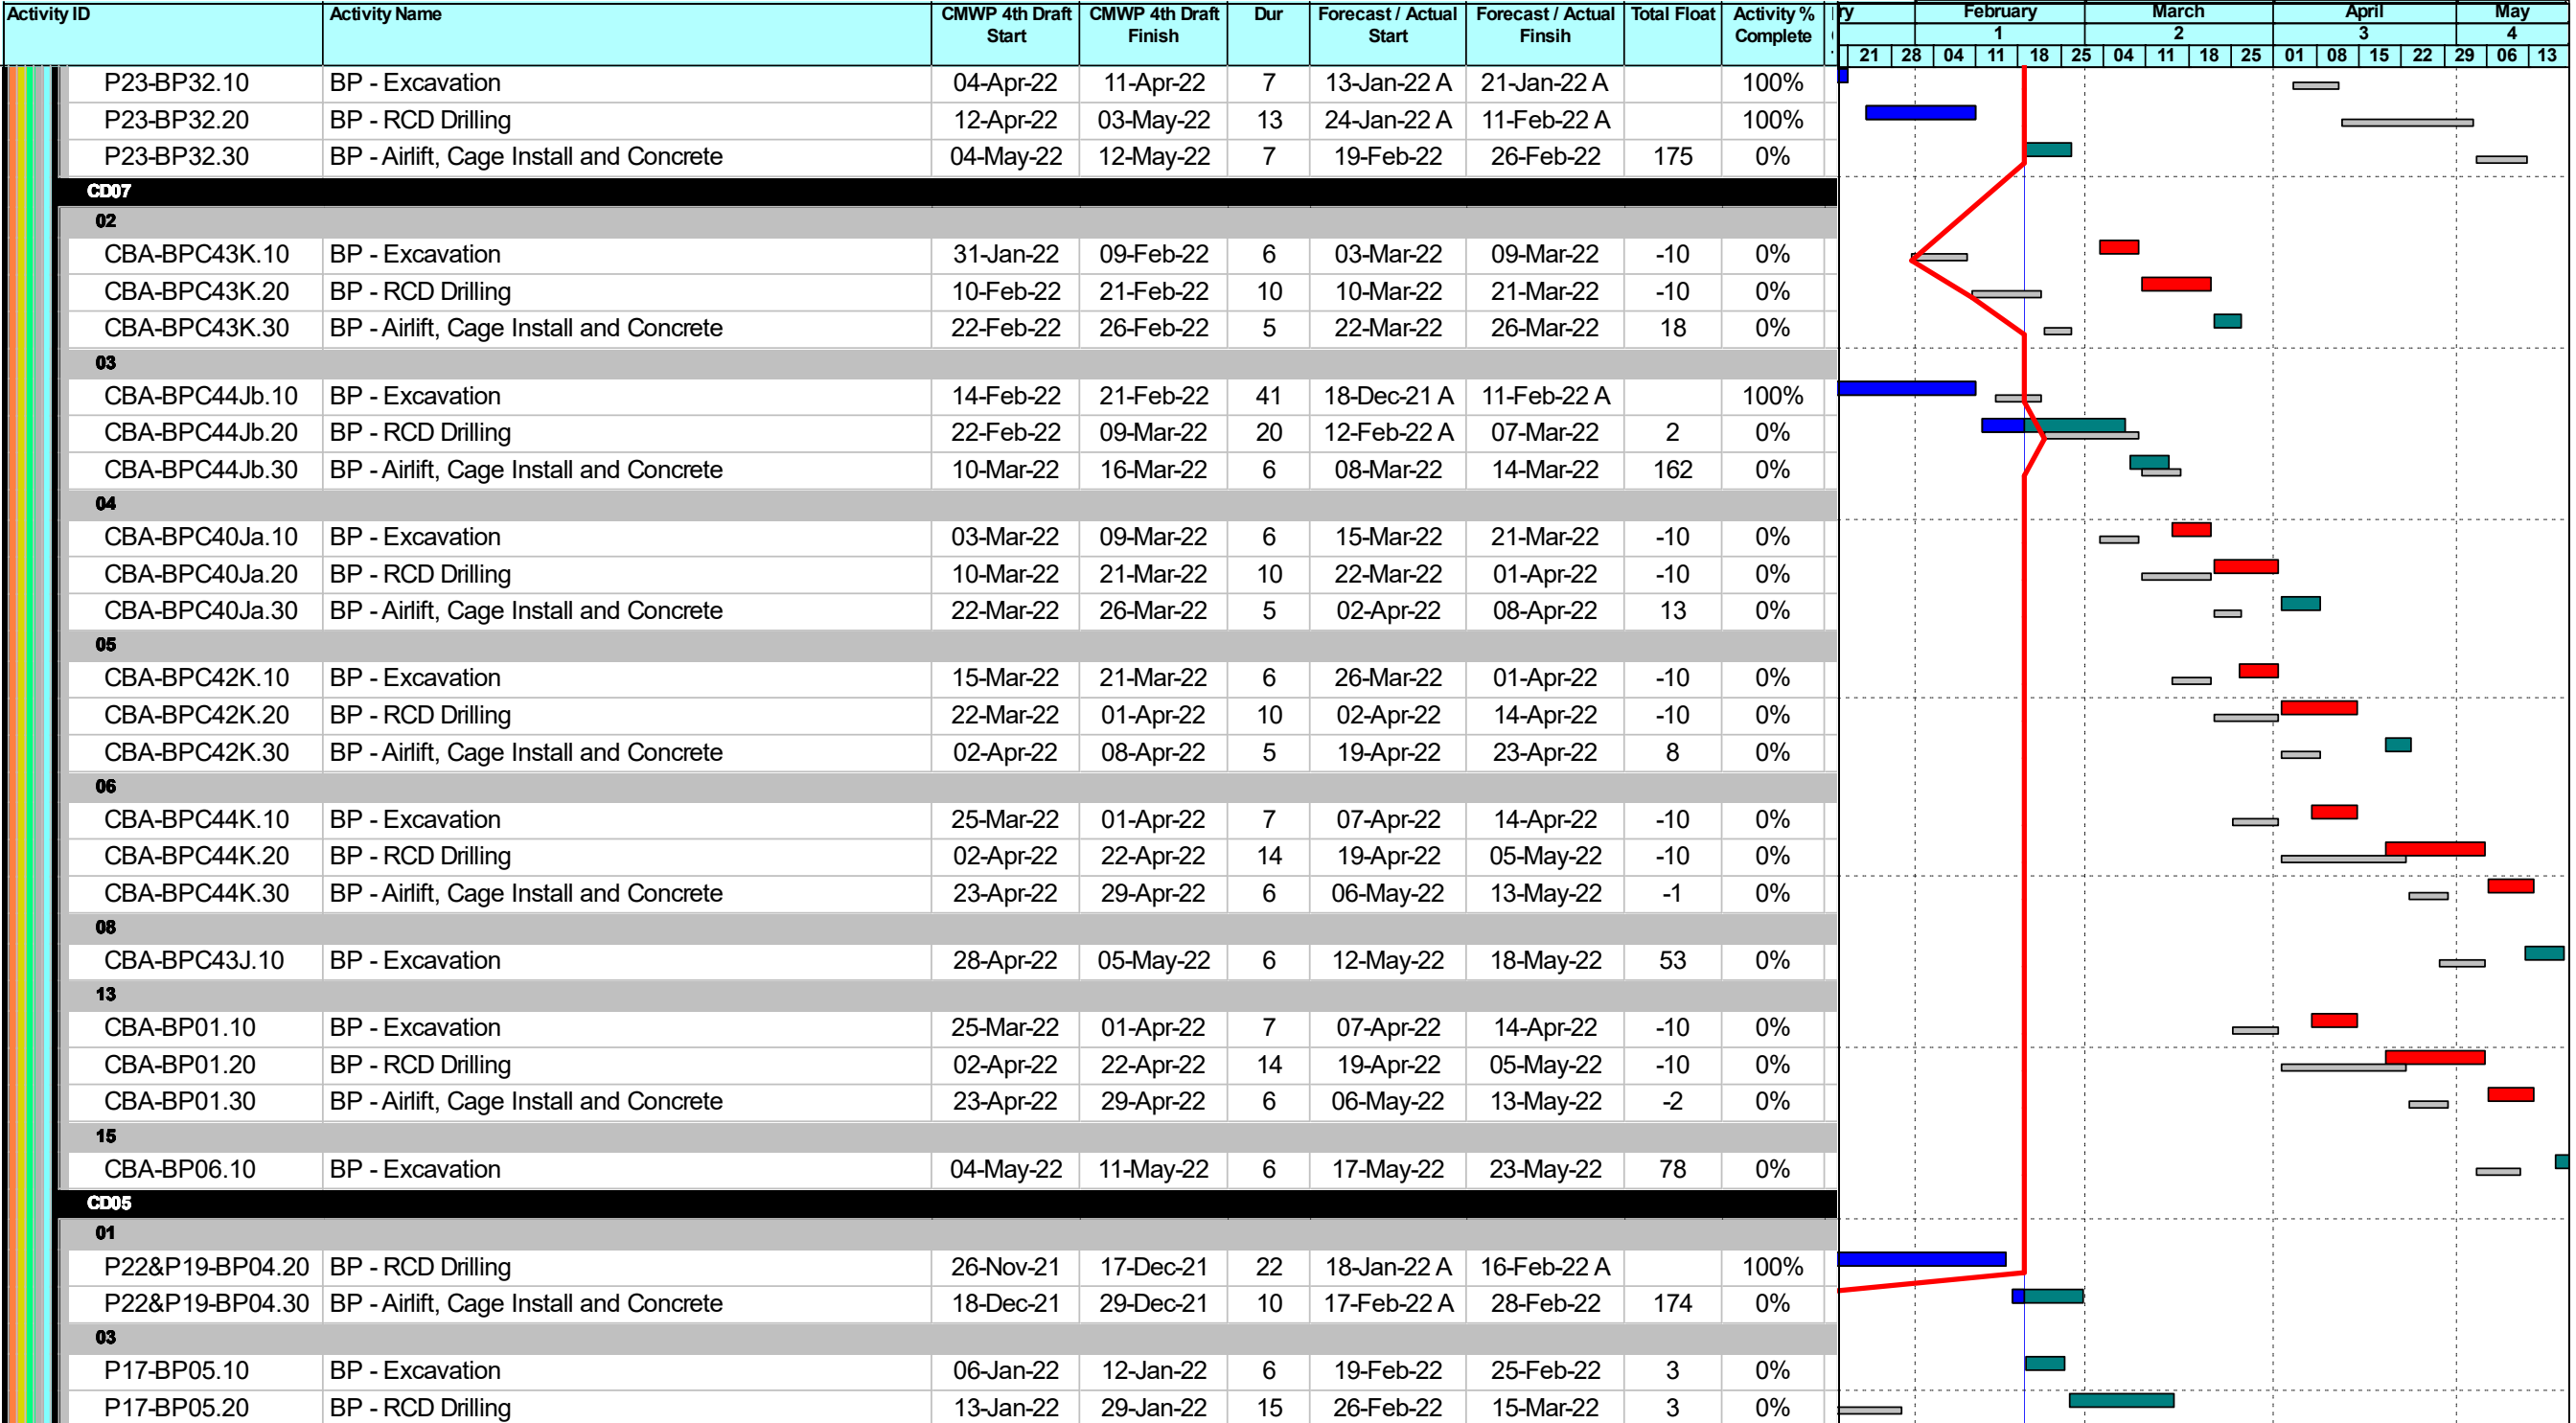 Activity ID Activity Name CMWP 4th Draft Start CMWP 4th Draft Finish Dur Forecast / Actual Start Forecast / Actual Finsih Total Float Activity % Complete ry February March April May
1 2 3 4
21 28 04 11 18 25 04 11 18 25 01 08 15 22 29 06 13
P23-BP32.10 BP - Excavation 04-Apr-22 11-Apr-22 7 13-Jan-22 A 21-Jan-22 A 100%
P23-BP32.20 BP - RCD Drilling 12-Apr-22 03-May-22 13 24-Jan-22 A 11-Feb-22 A 100%
P23-BP32.30 BP - Airlift, Cage Install and Concrete 04-May-22 12-May-22 7 19-Feb-22 26-Feb-22 175 0%
CD07
02
CBA-BPC43K.10 BP - Excavation 31-Jan-22 09-Feb-22 6 03-Mar-22 09-Mar-22 -10 0%
CBA-BPC43K.20 BP - RCD Drilling 10-Feb-22 21-Feb-22 10 10-Mar-22 21-Mar-22 -10 0%
CBA-BPC43K.30 BP - Airlift, Cage Install and Concrete 22-Feb-22 26-Feb-22 5 22-Mar-22 26-Mar-22 18 0%
03
CBA-BPC44Jb.10 BP - Excavation 14-Feb-22 21-Feb-22 41 18-Dec-21 A 11-Feb-22 A 100%
CBA-BPC44Jb.20 BP - RCD Drilling 22-Feb-22 09-Mar-22 20 12-Feb-22 A 07-Mar-22 2 0%
CBA-BPC44Jb.30 BP - Airlift, Cage Install and Concrete 10-Mar-22 16-Mar-22 6 08-Mar-22 14-Mar-22 162 0%
04
CBA-BPC40Ja.10 BP - Excavation 03-Mar-22 09-Mar-22 6 15-Mar-22 21-Mar-22 -10 0%
CBA-BPC40Ja.20 BP - RCD Drilling 10-Mar-22 21-Mar-22 10 22-Mar-22 01-Apr-22 -10 0%
CBA-BPC40Ja.30 BP - Airlift, Cage Install and Concrete 22-Mar-22 26-Mar-22 5 02-Apr-22 08-Apr-22 13 0%
05
CBA-BPC42K.10 BP - Excavation 15-Mar-22 21-Mar-22 6 26-Mar-22 01-Apr-22 -10 0%
CBA-BPC42K.20 BP - RCD Drilling 22-Mar-22 01-Apr-22 10 02-Apr-22 14-Apr-22 -10 0%
CBA-BPC42K.30 BP - Airlift, Cage Install and Concrete 02-Apr-22 08-Apr-22 5 19-Apr-22 23-Apr-22 8 0%
06
CBA-BPC44K.10 BP - Excavation 25-Mar-22 01-Apr-22 7 07-Apr-22 14-Apr-22 -10 0%
CBA-BPC44K.20 BP - RCD Drilling 02-Apr-22 22-Apr-22 14 19-Apr-22 05-May-22 -10 0%
CBA-BPC44K.30 BP - Airlift, Cage Install and Concrete 23-Apr-22 29-Apr-22 6 06-May-22 13-May-22 -1 0%
08
CBA-BPC43J.10 BP - Excavation 28-Apr-22 05-May-22 6 12-May-22 18-May-22 53 0%
13
CBA-BP01.10 BP - Excavation 25-Mar-22 01-Apr-22 7 07-Apr-22 14-Apr-22 -10 0%
CBA-BP01.20 BP - RCD Drilling 02-Apr-22 22-Apr-22 14 19-Apr-22 05-May-22 -10 0%
CBA-BP01.30 BP - Airlift, Cage Install and Concrete 23-Apr-22 29-Apr-22 6 06-May-22 13-May-22 -2 0%
15
CBA-BP06.10 BP - Excavation 04-May-22 11-May-22 6 17-May-22 23-May-22 78 0%
CD05
01
P22&P19-BP04.20 BP - RCD Drilling 26-Nov-21 17-Dec-21 22 18-Jan-22 A 16-Feb-22 A 100%
P22&P19-BP04.30 BP - Airlift, Cage Install and Concrete 18-Dec-21 29-Dec-21 10 17-Feb-22 A 28-Feb-22 174 0%
03
P17-BP05.10 BP - Excavation 06-Jan-22 12-Jan-22 6 19-Feb-22 25-Feb-22 3 0%
P17-BP05.20 BP - RCD Drilling 13-Jan-22 29-Jan-22 15 26-Feb-22 15-Mar-22 3 0%